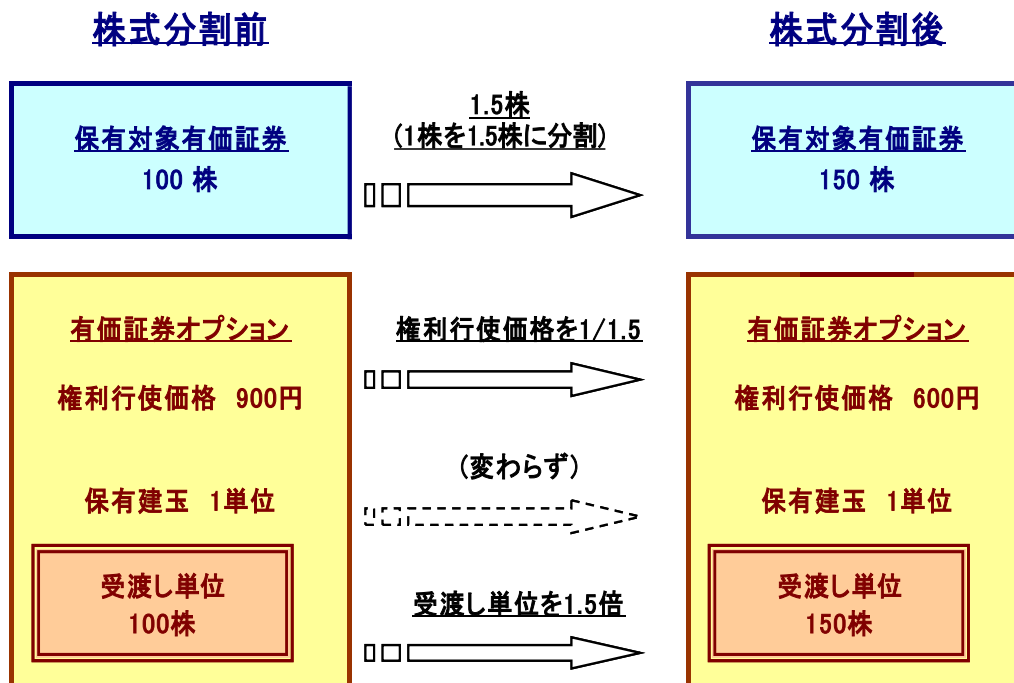 株式分割前
株式分割後
保有対象有価証券
100 株
1.5株
(1株を1.5株に分割)
保有対象有価証券
150 株
有価証券オプション
権利行使価格 900円
保有建玉 1単位
受渡し単位
100株
権利行使価格を1/1.5
(変わらず)
受渡し単位を1.5倍
有価証券オプション
権利行使価格 600円
保有建玉 1単位
受渡し単位
150株